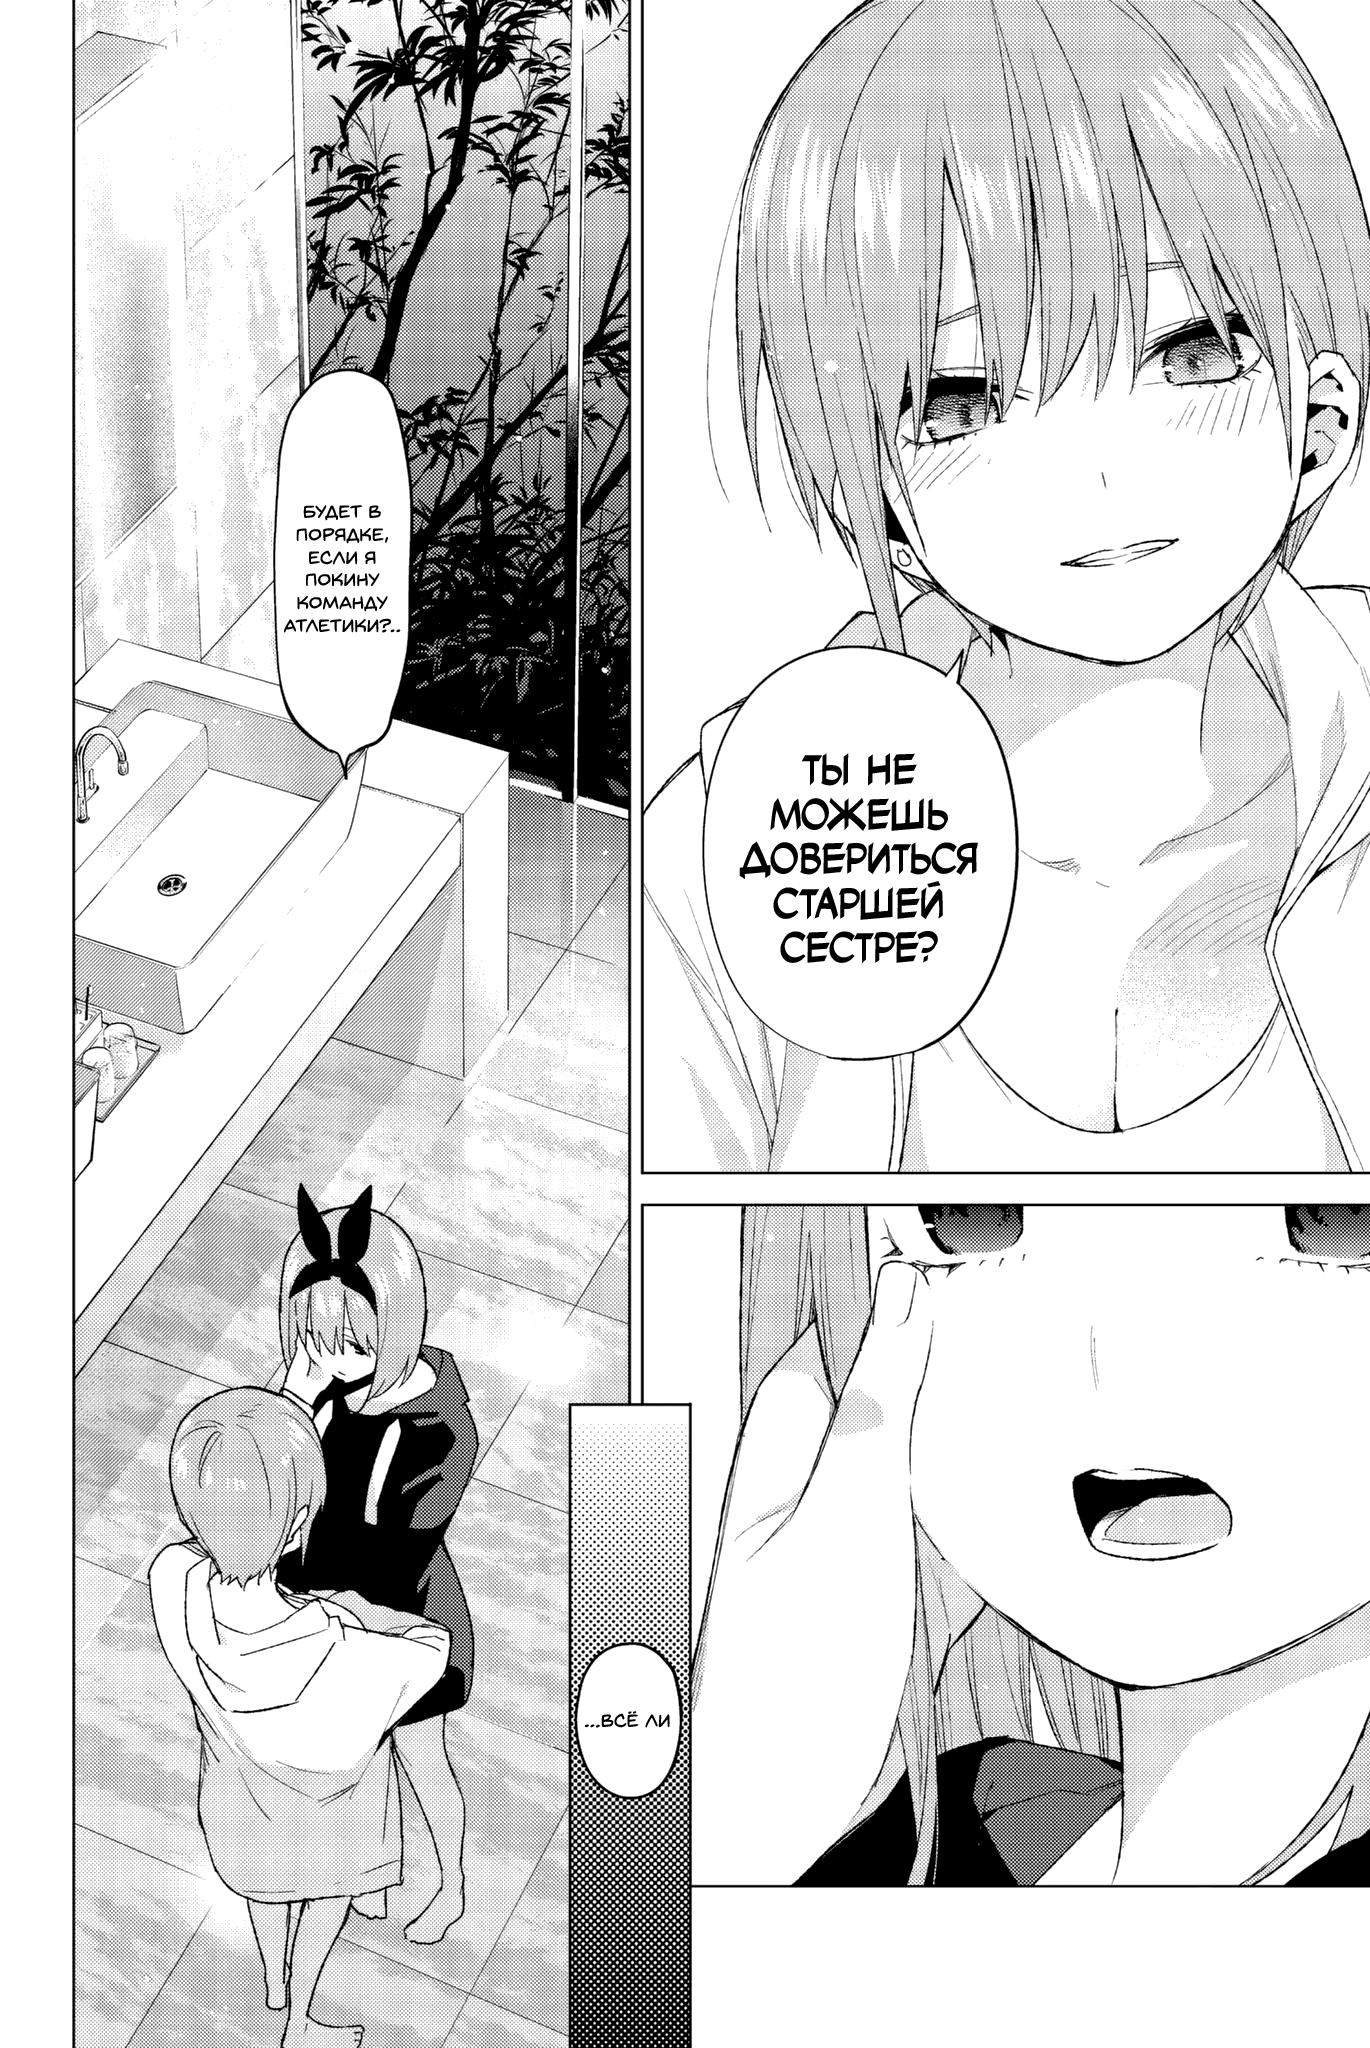 ТЫ НЕ
МОЖЕШЬ
ДОВЕРИТЬСЯ
СТАРШЕЙ
СЕСТРЕ?
...ВСЁ ЛИ
БУДЕТ В
ПОРЯДКЕ,
ЕСЛИ Я
ПОКИНУ
КОМАНДУ
АТЛЕТИКИ?..